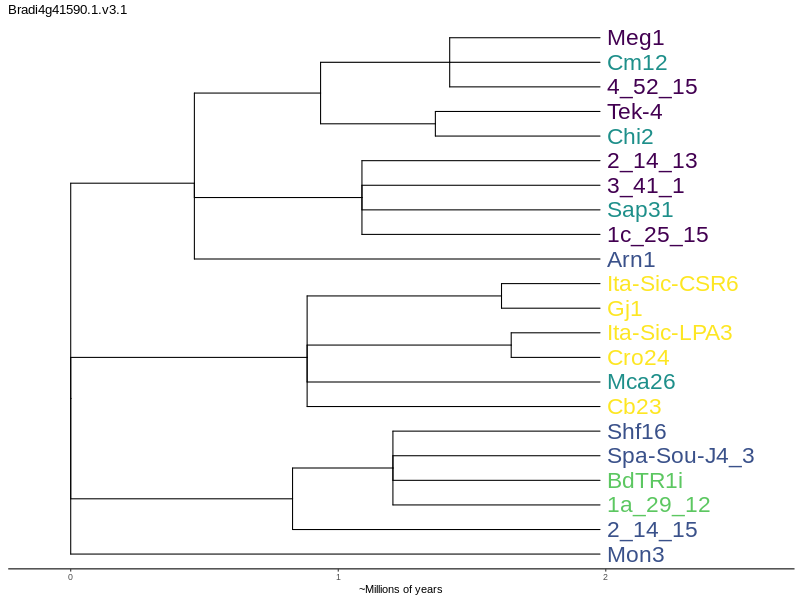 Bradi4g41590.1.v3.1
Meg1
Cm12
4_52_15
Tek-4
Chi2
2_14_13
3_41_1
Sap31
1c_25_15
Arn1
Ita-Sic-CSR6
Gj1
Ita-Sic-LPA3
Cro24
Mca26
Cb23
Shf16
Spa-Sou-J4_3
BdTR1i
1a_29_12
2_14_15
Mon3
0 1 2
~Millions of years